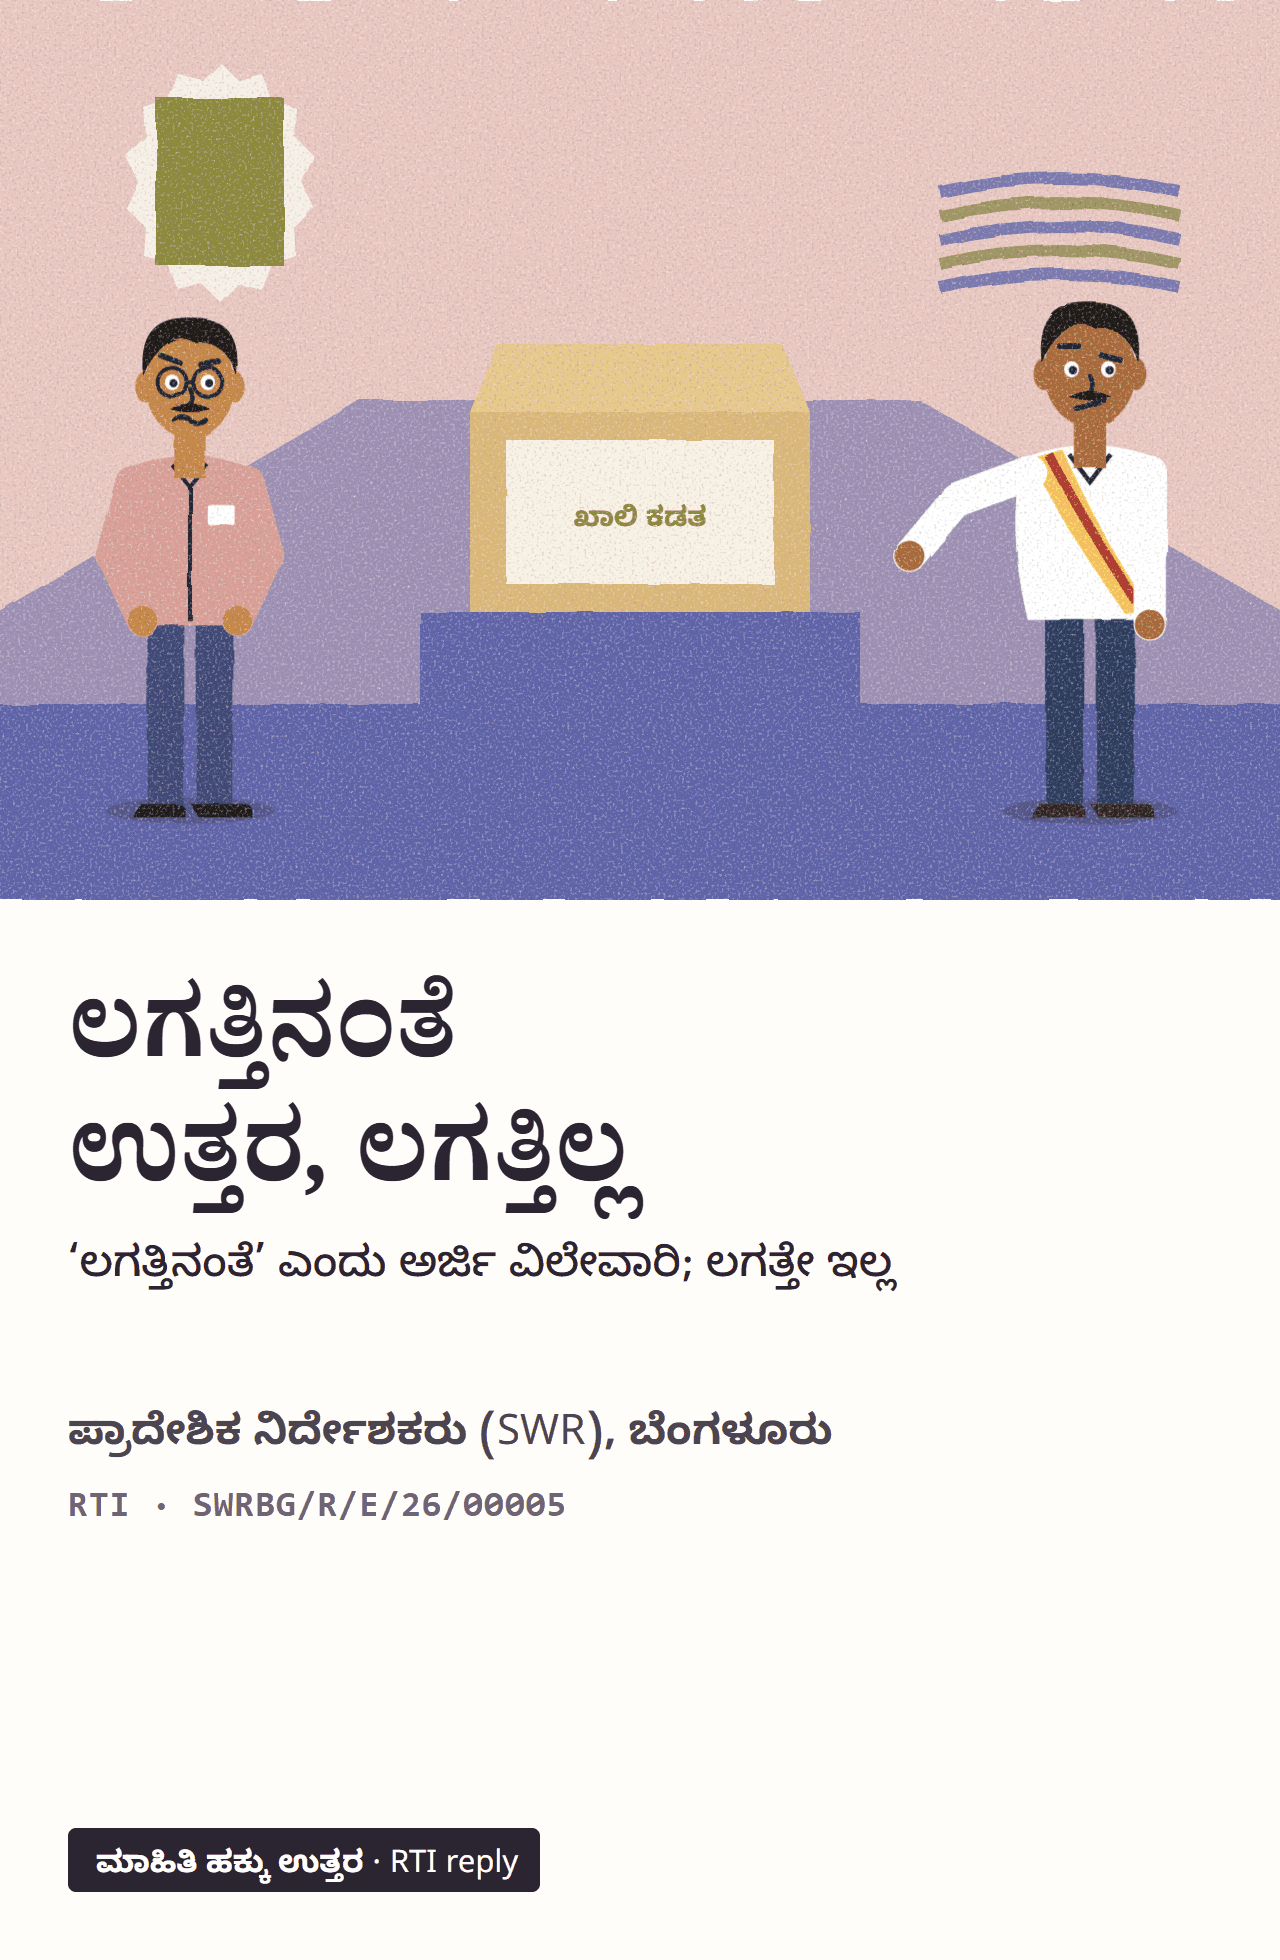 ಖಾಲಿ ಕಡತ
ಲಗತ್ತಿನಂತೆ
ಉತ್ತರ, ಲಗತ್ತಿಲ್ಲ
‘ಲಗತ್ತಿನಂತೆ’ ಎಂದು ಅರ್ಜಿ ವಿಲೇವಾರಿ; ಲಗತ್ತೇ ಇಲ್ಲ
ಪ್ರಾದೇಶಿಕ ನಿರ್ದೇಶಕರು (SWR), ಬೆಂಗಳೂರು
RTI · SWRBG/R/E/26/00005
ಮಾಹಿತಿ ಹಕ್ಕು ಉತ್ತರ · RTI reply